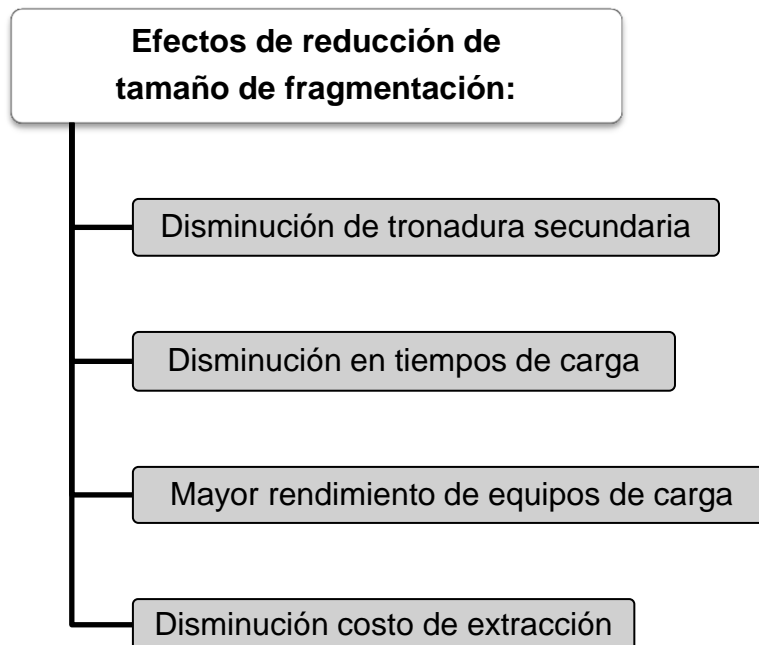 Efectos de reducción de
tamaño de fragmentación:
Disminución de tronadura secundaria
Disminución en tiempos de carga
Mayor rendimiento de equipos de carga
Disminución costo de extracción